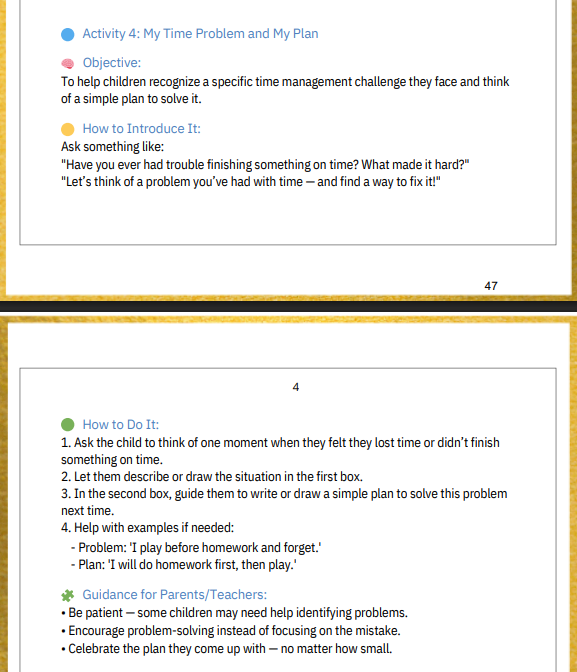 Activity 4: My Time Problem and My Plan
Objective:
To help children recognize a specific time management challenge they face and think
of a simple plan to solve it.
How to Introduce It:
Ask something like:
"Have you ever had trouble finishing something on time? What made it hard?"
"Let's think of a problem you've had with time — and find a way to fix it!"
47
4
How to Do It:
1. Ask the child to think of one moment when they felt they lost time or didn't finish
something on time.
2. Let them describe or draw the situation in the first box.
3. In the second box, guide them to write or draw a simple plan to solve this problem
next time.
4. Help with examples if needed:
- Problem: 'I play before homework and forget.'
- Plan: 'I will do homework first, then play.'
Guidance for Parents/Teachers:
• Be patient — some children may need help identifying problems.
• Encourage problem-solving instead of focusing on the mistake.
• Celebrate the plan they come up with — no matter how small.